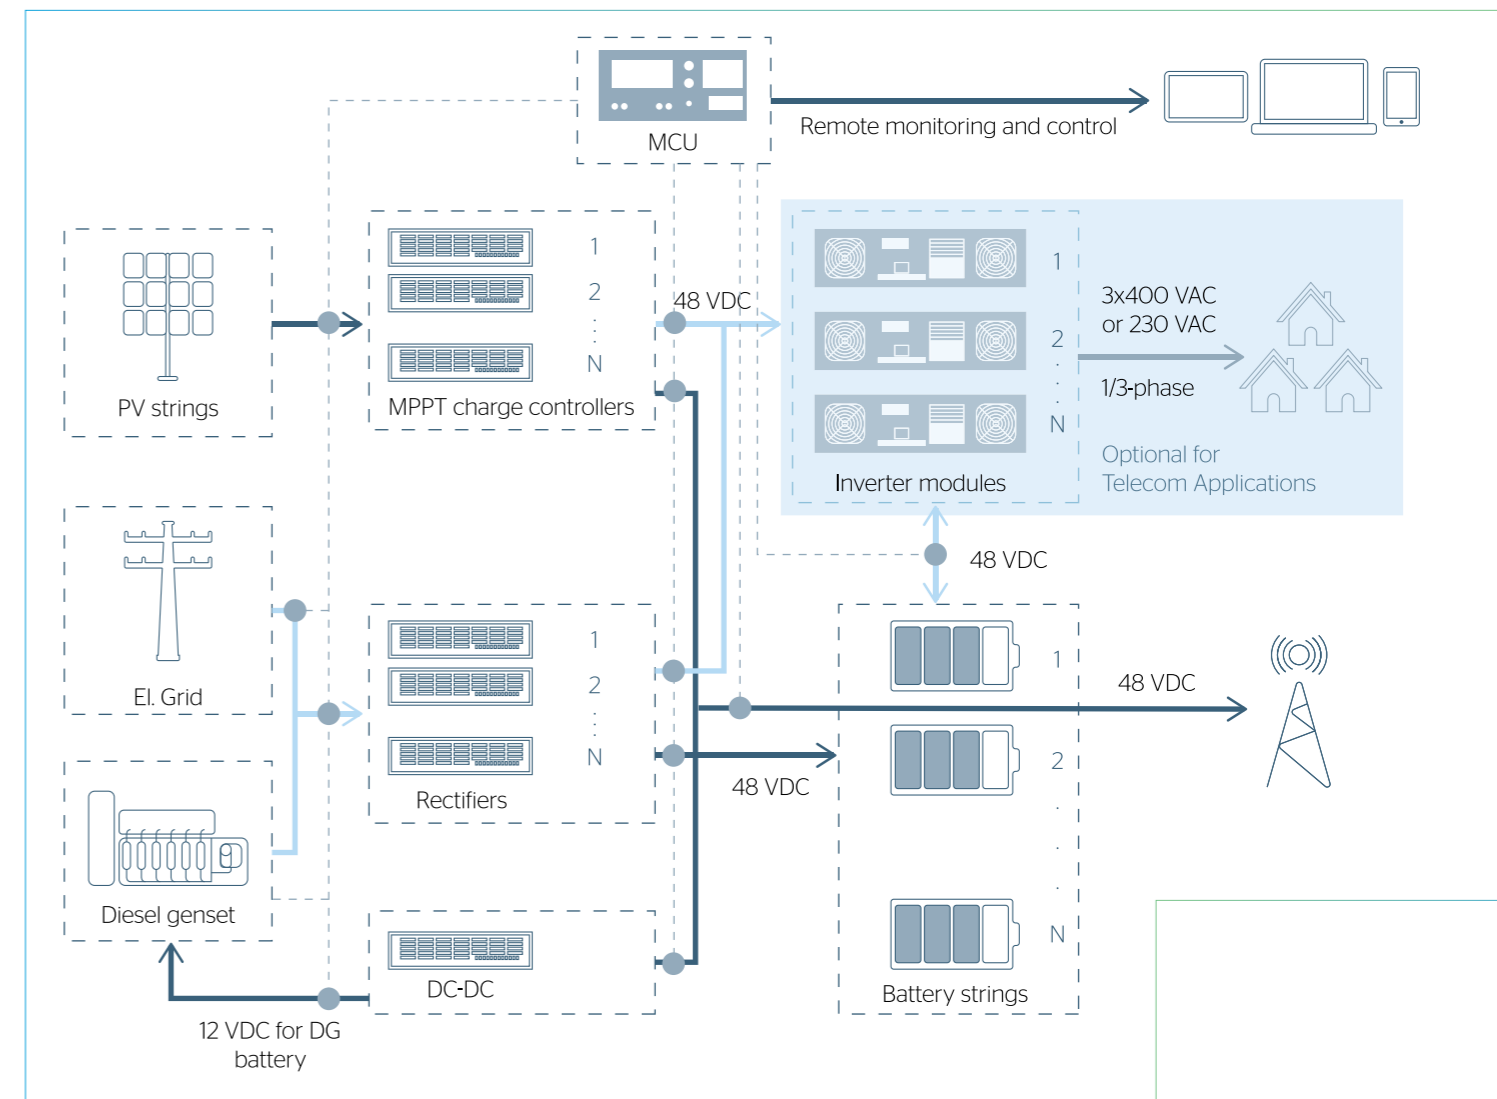 MCU
Remote monitoring and control
PV strings
1
2
.
.
.
N
MPPT charge controllers
48 VDC
1
2
.
.
.
N
Inverter modules
3x400 VAC
or 230 VAC
1/3-phase
Optional for
Telecom Applications
48 VDC
El. Grid
1
2
.
.
.
N
Rectifiers
48 VDC
1
2
.
.
.
N
Battery strings
48 VDC
Diesel genset
DC-DC
12 VDC for DG
battery